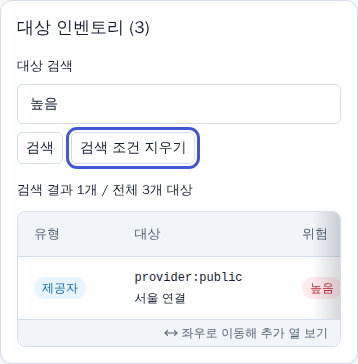 대상 인벤토리 (3)
대상 검색
높음
검색 검색 조건 지우기
검색 결과 1개 / 전체 3개 대상
유형 대상 위험
provider:public
제공자 높음
서울 연결
↔ 좌우로 이동해 추가 열 보기